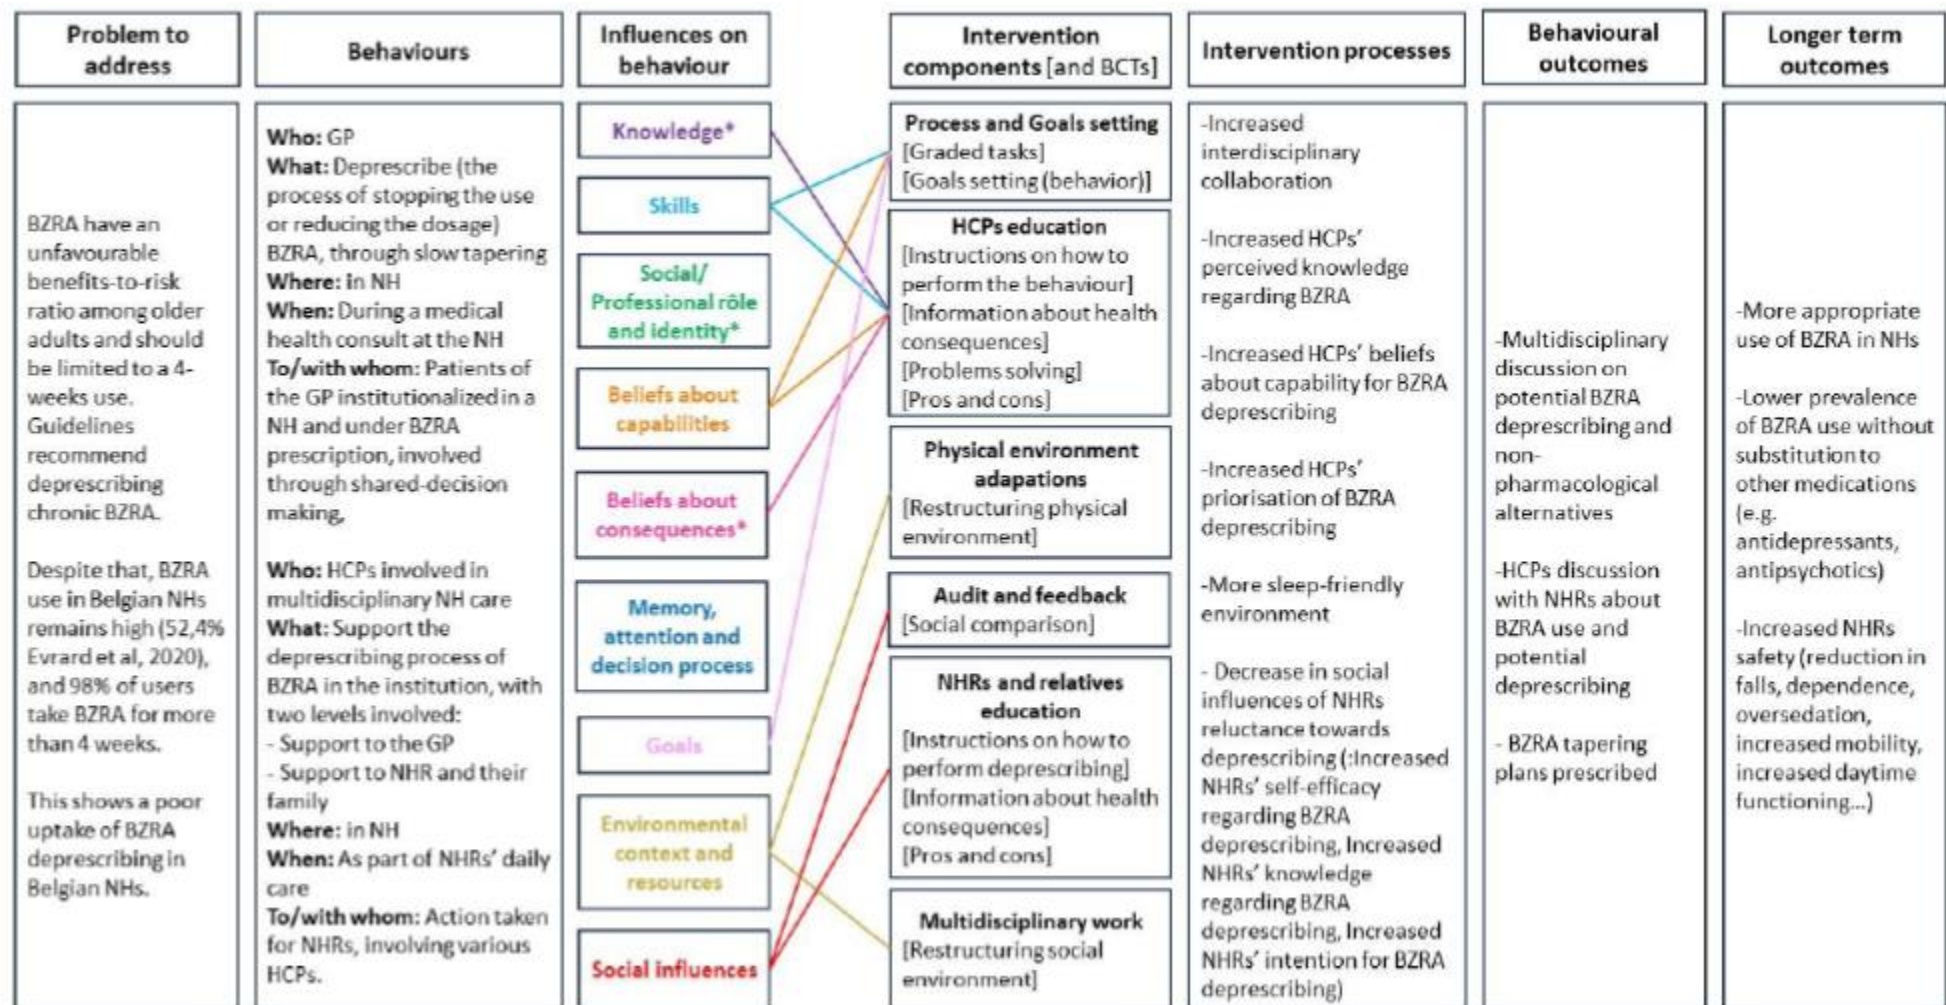 Problem to
address
Behaviours
Influences on
behaviour
Intervention
components [and BCTs]
Intervention processes
Behavioural
outcomes
Longer term
outcomes
BZRA have an
unfavourable
benefits-to-risk
ratio among older
adults and should
be limited to a 4-
weeks use.
Guidelines
recommend
deprescribing
chronic BZRA.
Despite that, BZRA
use in Belgian NHs
remains high (52,4%
Evrard et al, 2020),
and 98% of users
take BZRA for more
than 4 weeks.
This shows a poor
uptake of BZRA
deprescribing in
Belgian NHs.
Who: GP
What: Deprescribe (the
process of stopping the use
or reducing the dosage)
BZRA, through slow tapering
Where: in NH
When: During a medical
health consult at the NH
To/with whom: Patients of
the GP institutionalized in a
NH and under BZRA
prescription, involved
through shared-decision
making,
Who: HCPs involved in
multidisciplinary NH care
What: Support the
deprescribing process of
BZRA in the institution, with
two levels involved:
- Support to the GP
- Support to NHR and their
family
Where: in NH
When: As part of NHRs' daily
care
To/with whom: Action taken
for NHRs, involving various
HCPs.
Knowledge*
Skills
Social/
Professional rôle
and identity*
Beliefs about
capabilities
Beliefs about
consequences*
Memory,
attention and
decision process
Goals
Environmental
context and
resources
Social influences
Process and Goals setting
[Graded tasks]
[Goals setting (behavior)]
HCPs education
[Instructions on how to
perform the behaviour]
[Information about health
consequences]
[Problems solving]
[Pros and cons]
Physical environment
adapations
[Restructuring physical
environment]
Audit and feedback
[Social comparison]
NHRs and relatives
education
[Instructions on how to
perform deprescribing]
[Information about health
consequences]
[Pros and cons]
Multidisciplinary work
[Restructuring social
environment]
-Increased
interdisciplinary
collaboration
-Increased HCPs'
perceived knowledge
regarding BZRA
-Increased HCPs' beliefs
about capability for BZRA
deprescribing
-Increased HCPs'
priorisation of BZRA
deprescribing
-More sleep-friendly
environment
- Decrease in social
influences of NHRs
reluctance towards
deprescribing (:Increased
NHRs' self-efficacy
regarding BZRA
deprescribing, Increased
NHRs' knowledge
regarding BZRA
deprescribing, Increased
NHRs' intention for BZRA
deprescribing)
-Multidisciplinary
discussion on
potential BZRA
deprescribing and
non-
pharmacological
alternatives
-HCPs discussion
with NHRs about
BZRA use and
potential
deprescribing
- BZRA tapering
plans prescribed
-More appropriate
use of BZRA in NHs
-Lower prevalence
of BZRA use without
substitution to
other medications
(e.g.
antidepressants,
antipsychotics)
-Increased NHRs
safety (reduction in
falls, dependence,
oversedation,
increased mobility,
increased daytime
functioning...)